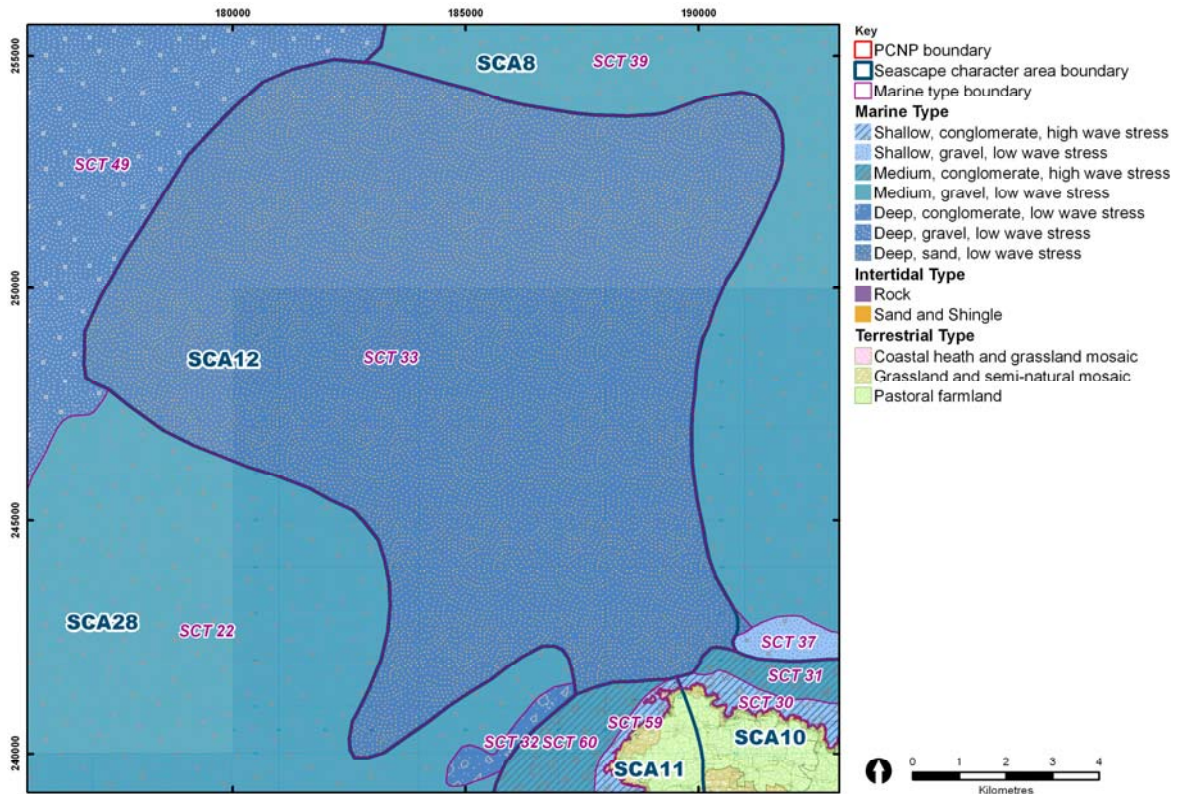 180000
185000
190000
255000
250000
245000
240000
SCA8
SCT 39
SCT 49
SCA12
SCT 33
SCA28
SCT 22
SCT 37
SCT 31
SCT 30
SCT 59
SCT 32 SCT 60
SCA10
SCA11
Key
PCNP boundary
Seascape character area boundary
Marine type boundary
Marine Type
Shallow, conglomerate, high wave stress
Shallow, gravel, low wave stress
Medium, conglomerate, high wave stress
Medium, gravel, low wave stress
Deep, conglomerate, low wave stress
Deep, gravel, low wave stress
Deep, sand, low wave stress
Intertidal Type
Rock
Sand and Shingle
Terrestrial Type
Coastal heath and grassland mosaic
Grassland and semi-natural mosaic
Pastoral farmland
0 1 2 3 4
Kilometres